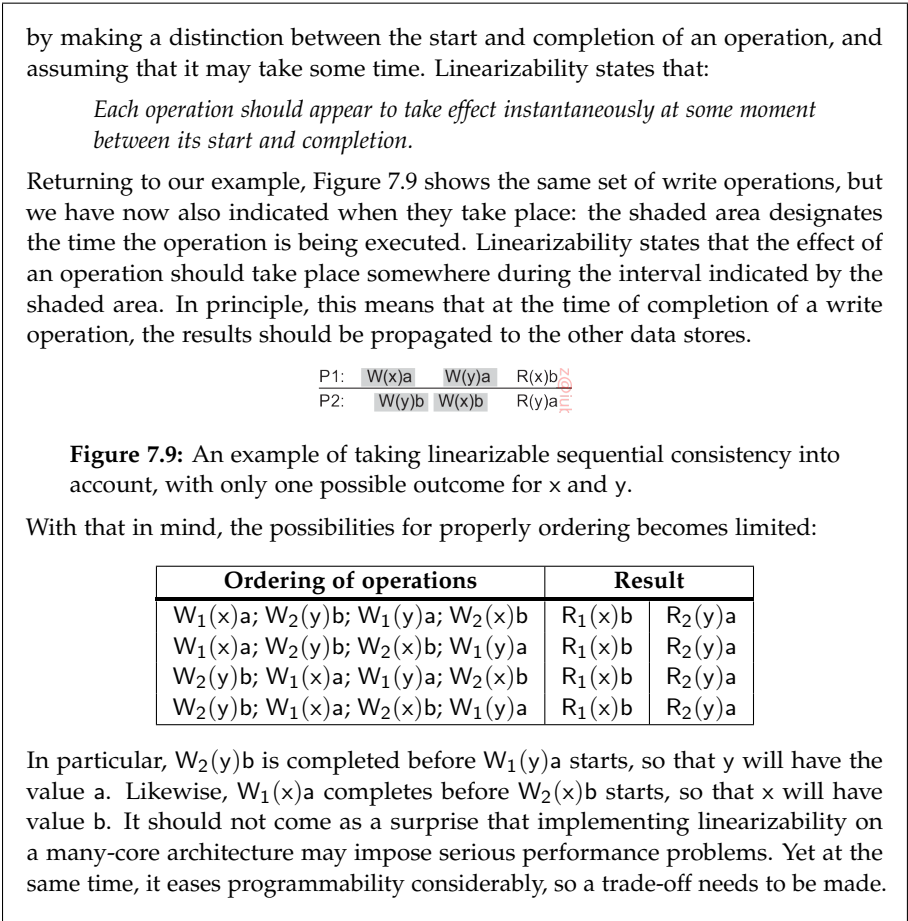 by making a distinction between the start and completion of an operation, and
assuming that it may take some time. Linearizability states that:
Each operation should appear to take effect instantaneously at some moment
between its start and completion.
Returning to our example, Figure 7.9 shows the same set of write operations, but
we have now also indicated when they take place: the shaded area designates
the time the operation is being executed. Linearizability states that the effect of
an operation should take place somewhere during the interval indicated by the
shaded area. In principle, this means that at the time of completion of a write
operation, the results should be propagated to the other data stores.
P1: W(x)a W(y)a R(x)b
P2: W(y)b W(x)b R(y)a
Figure 7.9: An example of taking linearizable sequential consistency into
account, with only one possible outcome for x and y.
With that in mind, the possibilities for properly ordering becomes limited:
Ordering of operations Result
W₁(x)a; W₂(y)b; W₁(y)a; W₂(x)b R₁(x)b R₂(y)a
W₁(x)a; W₂(y)b; W₂(x)b; W₁(y)a R₁(x)b R₂(y)a
W₂(y)b; W₁(x)a; W₁(y)a; W₂(x)b R₁(x)b R₂(y)a
W₂(y)b; W₁(x)a; W₂(x)b; W₁(y)a R₁(x)b R₂(y)a
In particular, W₂(y)b is completed before W₁(y)a starts, so that y will have the
value a. Likewise, W₁(x)a completes before W₂(x)b starts, so that x will have
value b. It should not come as a surprise that implementing linearizability on
a many-core architecture may impose serious performance problems. Yet at the
same time, it eases programmability considerably, so a trade-off needs to be made.